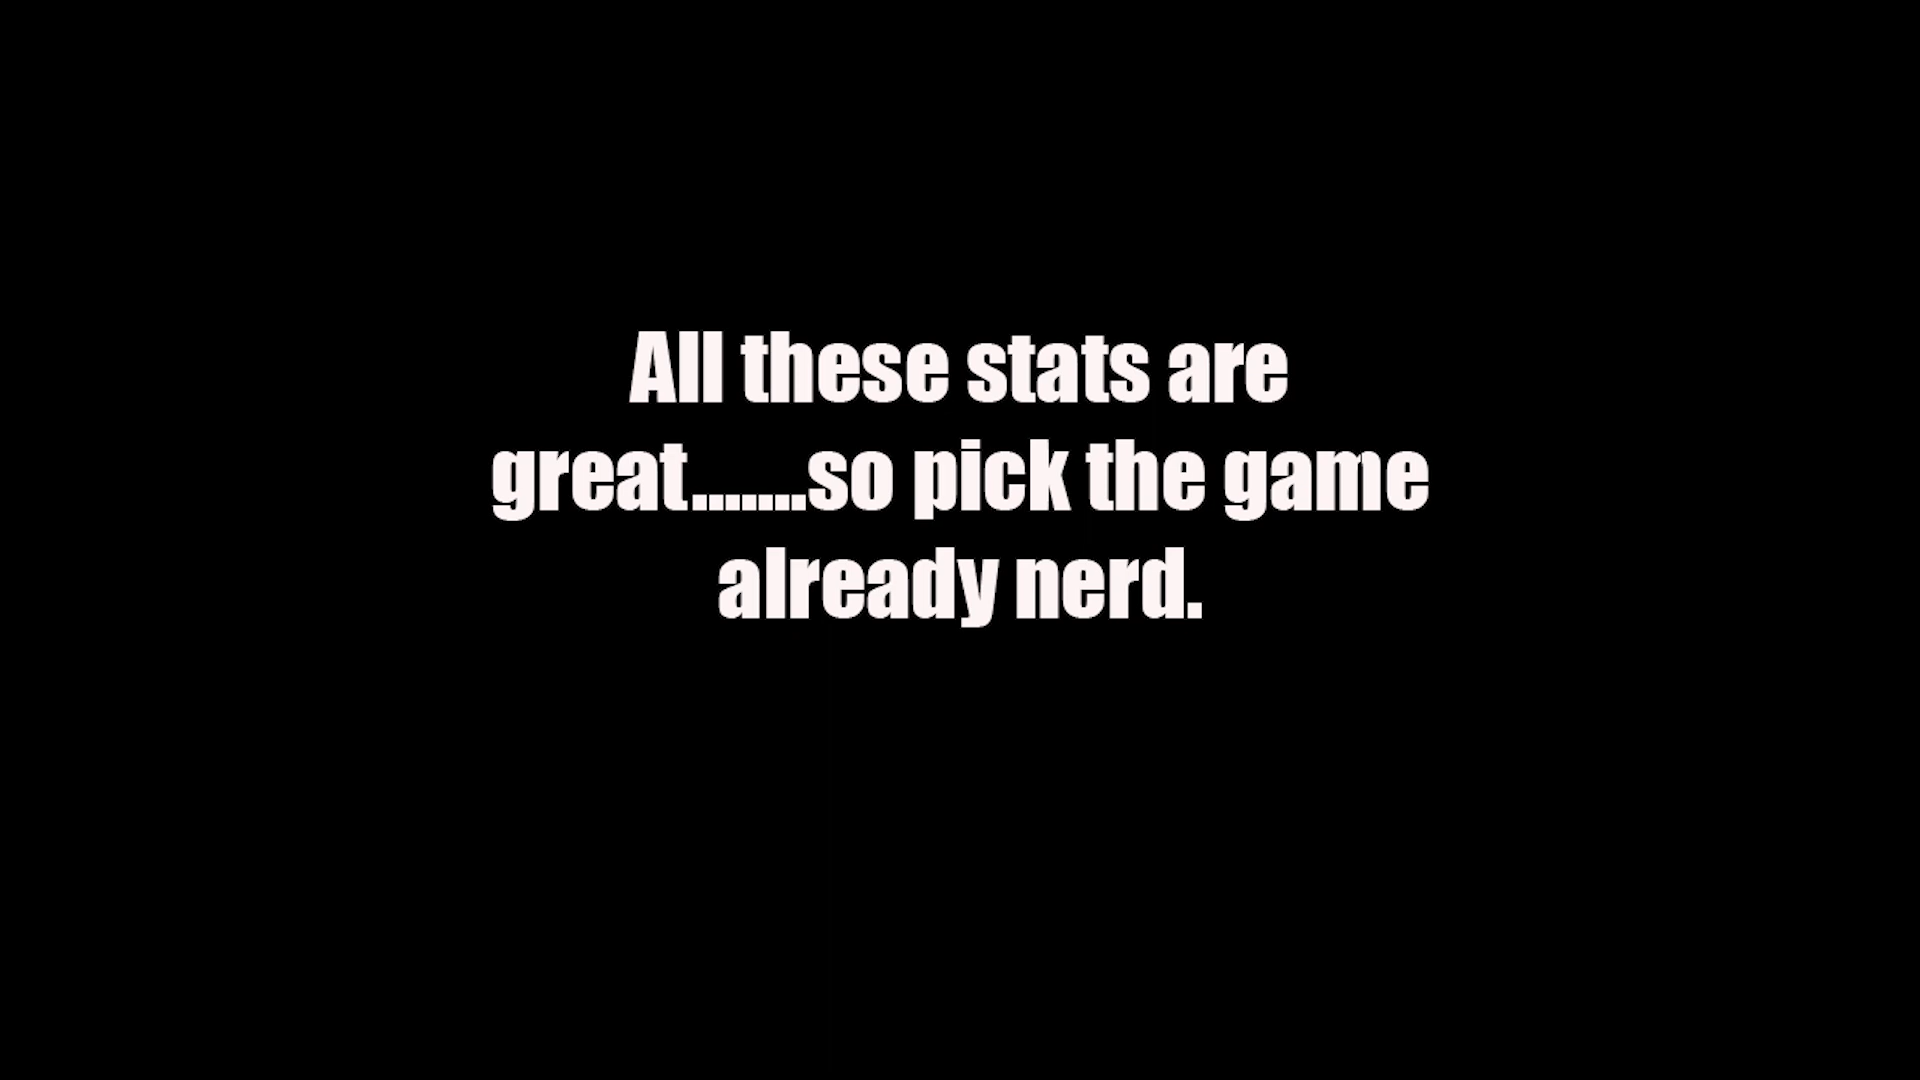 All these stats are
great.......so pick the game
already nerd.